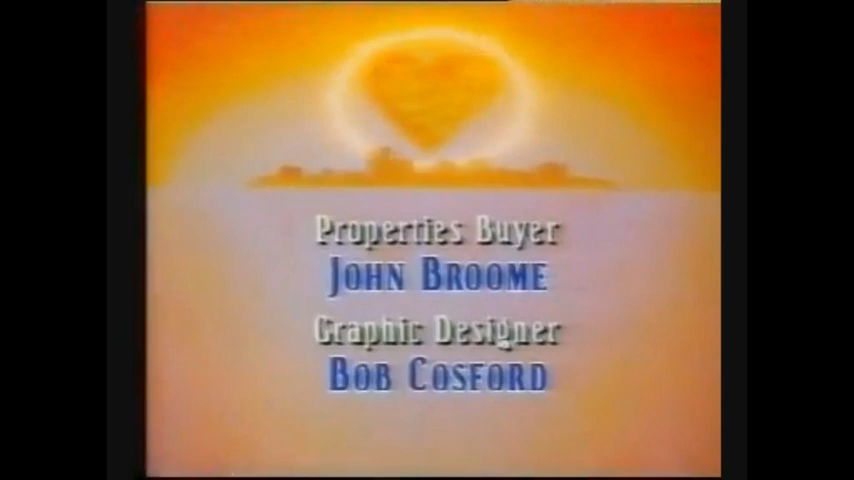 Properties Buyer
JOHN BROOME
Graphic Designer
BOB COSFORD